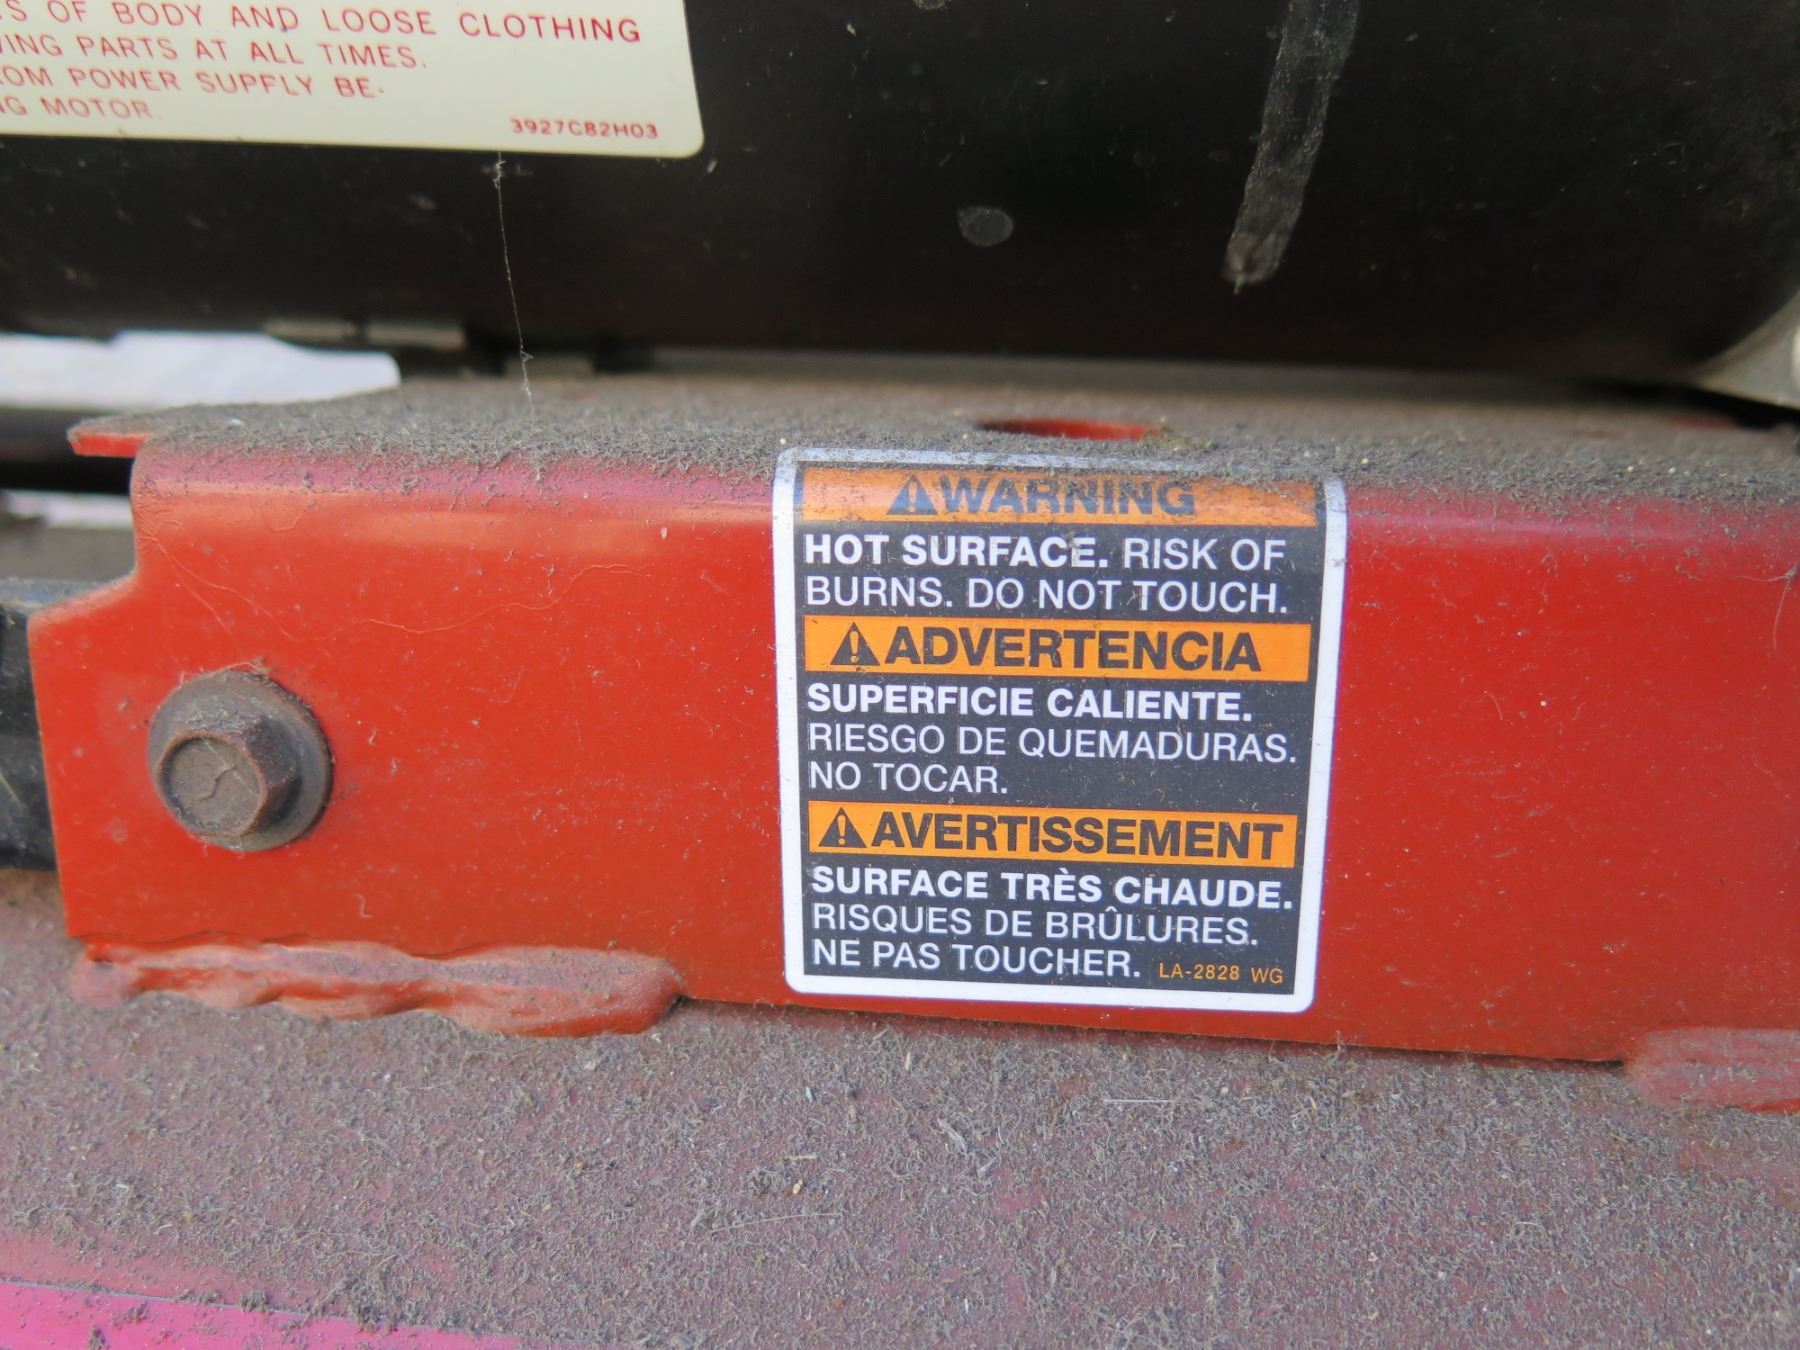 OF BODY AND LOOSE CLOTHING
PARTS AT ALL TIMES.
POWER SUPPLY BE-
MOTOR.
3927C82H03
WARNING
HOT SURFACE. RISK OF
BURNS. DO NOT TOUCH.
ADVERTENCIA
SUPERFICIE CALIENTE.
RIESGO DE QUEMADURAS.
NO TOCAR.
AVERTISSEMENT
SURFACE TRÈS CHAUDE.
RISQUES DE BRÛLURES.
NE PAS TOUCHER. LA-2828 WG